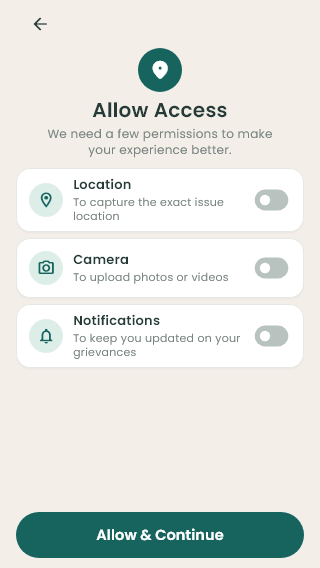 Allow Access
We need a few permissions to make
your experience better.
Location
To capture the exact issue
location
Camera
To upload photos or videos
Notifications
To keep you updated on your
grievances
Allow & Continue